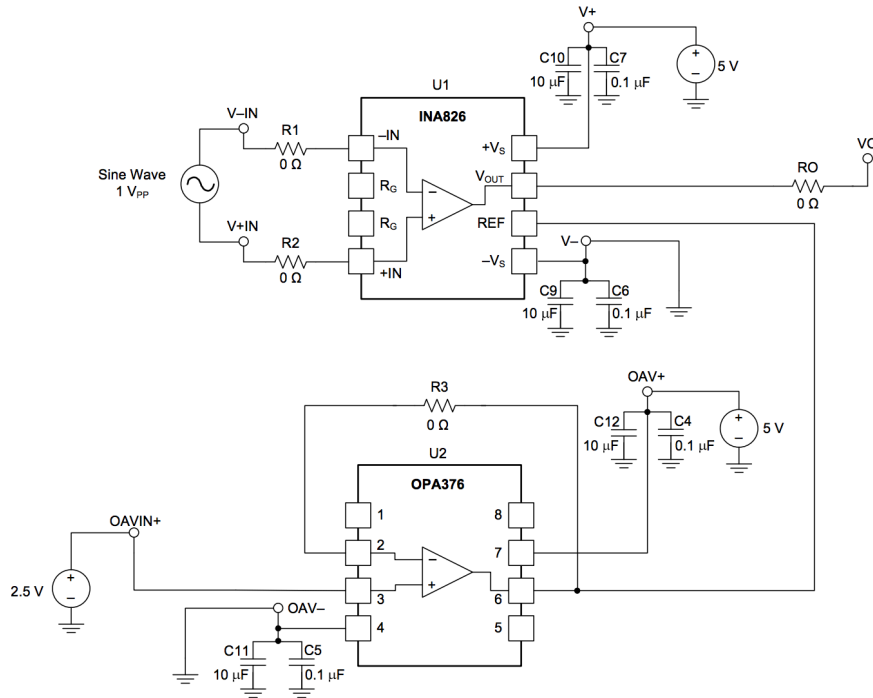 V+
C10
C7
10 μF
0.1 μF
5 V
U1
INA826
V–IN
R1
0 Ω
–IN
+VS
Sine Wave
1 VPP
RG
VOUT
RO
0 Ω
VO
RG
REF
V+IN
R2
0 Ω
+IN
V–
–VS
C9
C6
10 μF
0.1 μF
R3
0 Ω
OAV+
C12
C4
10 μF
0.1 μF
5 V
U2
OPA376
1
8
OAVIN+
2
7
2.5 V
3
6
OAV–
4
5
C11
C5
10 μF
0.1 μF